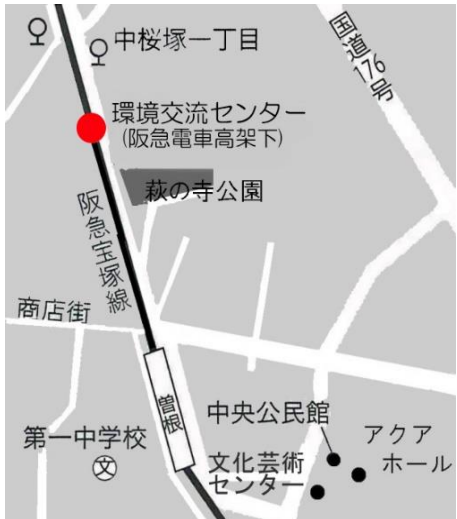 中桜塚一丁目
国道176号
環境交流センター
(阪急電車高架下)
萩の寺公園
阪急宝塚線
商店街
曽根
中央公民館
第一中学校
文
アクア
ホール
文化芸術
センター